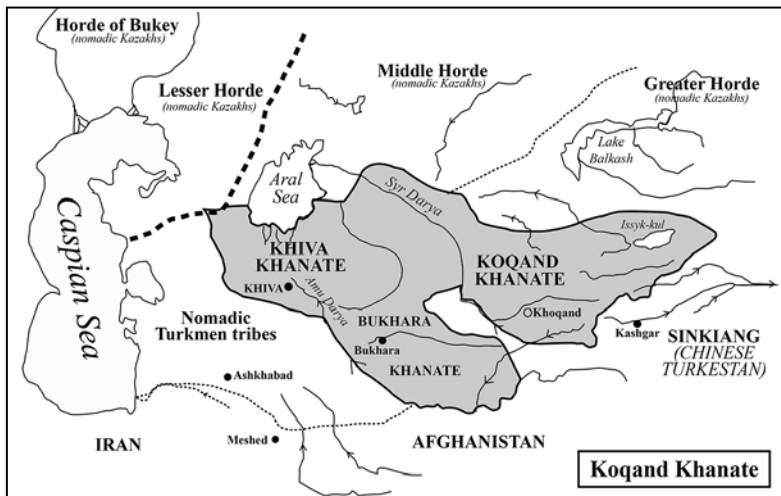 Horde of Bukey
(nomadic Kazakhs)
Lesser Horde
(nomadic Kazakhs)
Middle Horde
(nomadic Kazakhs)
Greater Horde
(nomadic Kazakhs)
Lake
Balkash
Aral
Sea
Syr Darya
Issyk-kul
Caspian Sea
KHIVA
KHANATE
KHIVA
Amu Darya
KOQAND
KHANATE
Khoqand
BUKHARA
Bukhara
KHANATE
Nomadic
Turkmen tribes
Kashgar
SINKIANG
(CHINESE
TURKESTAN)
Ashkhabad
IRAN
Meshed
AFGHANISTAN
Koqand Khanate